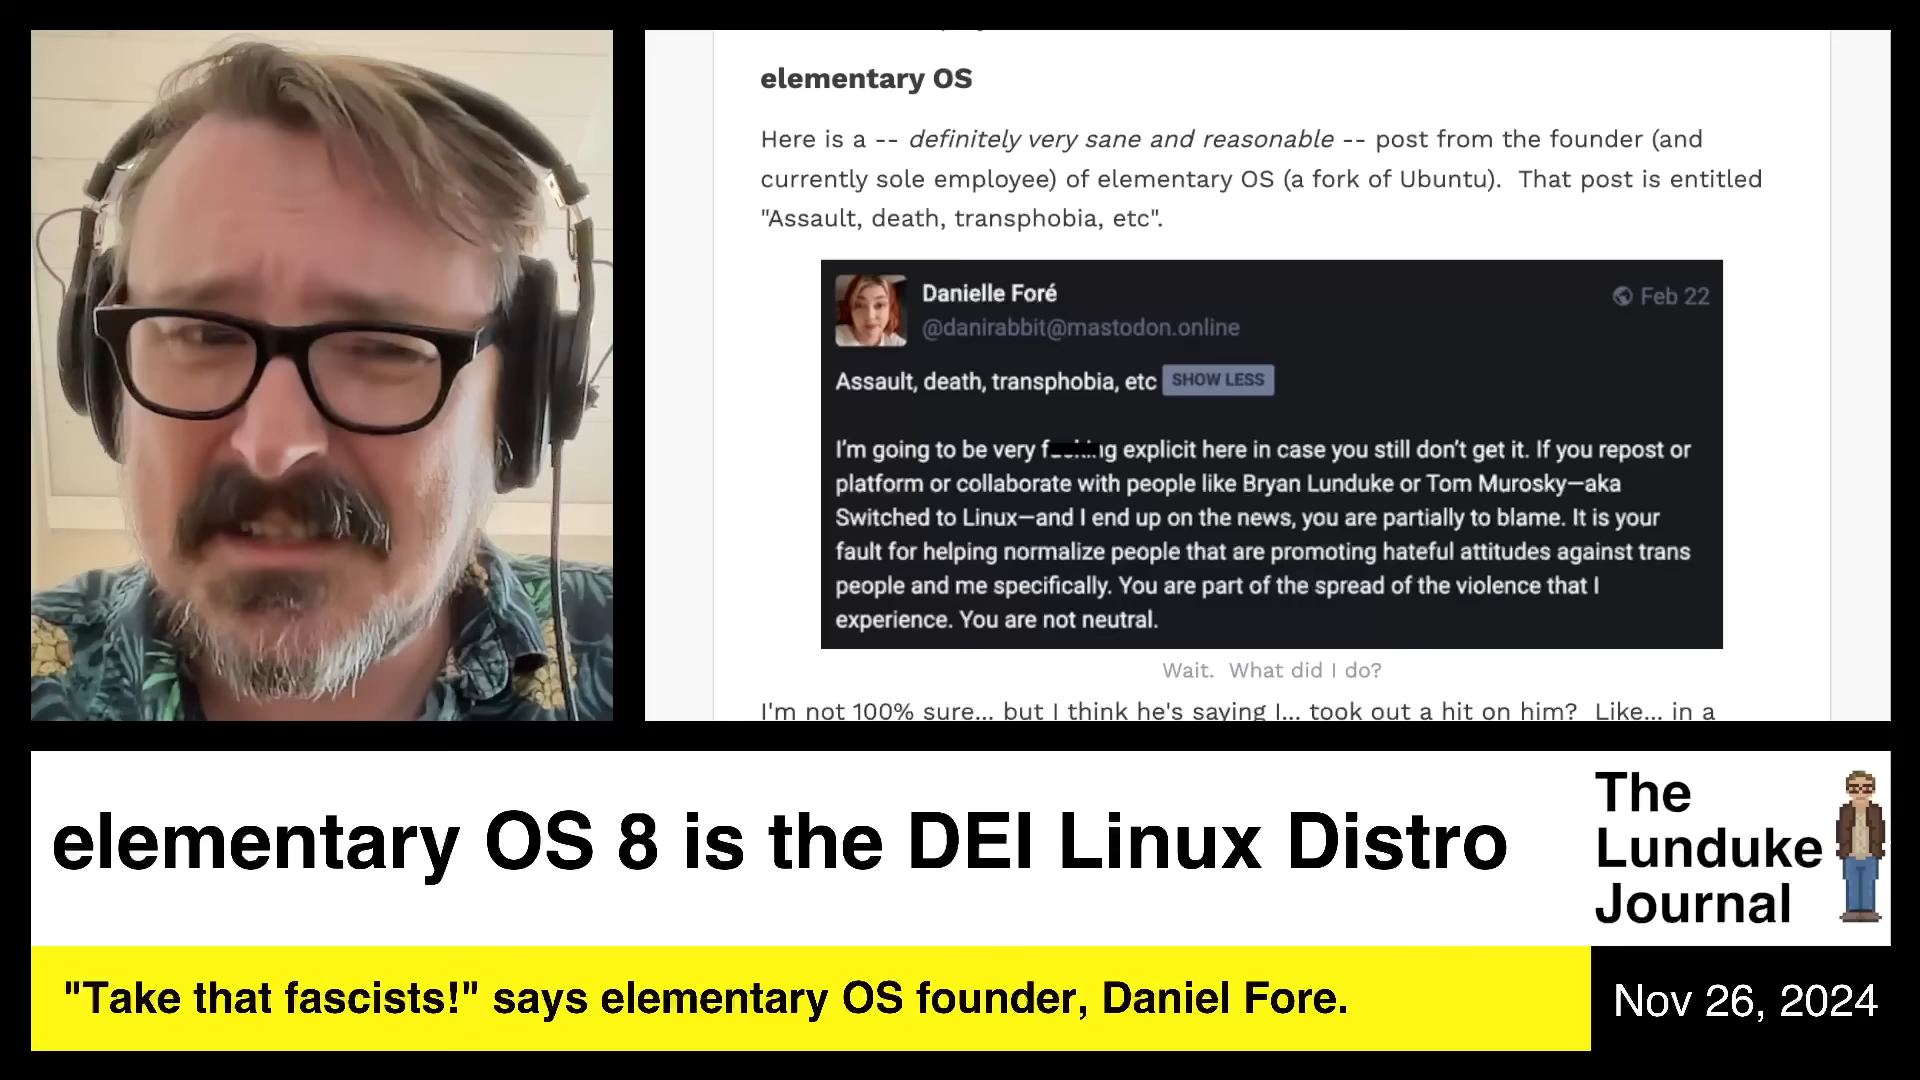 elementary OS
Here is a -- definitely very sane and reasonable -- post from the founder (and
currently sole employee) of elementary OS (a fork of Ubuntu). That post is entitled
"Assault, death, transphobia, etc".
Danielle Foré
Feb 22
@danirabbit@mastodon.online
Assault, death, transphobia, etc SHOW LESS
I'm going to be very explicit here in case you still don't get it. If you repost or
platform or collaborate with people like Bryan Lunduke or Tom Murosky—aka
Switched to Linux—and I end up on the news, you are partially to blame. It is your
fault for helping normalize people that are promoting hateful attitudes against trans
people and me specifically. You are part of the spread of the violence that I
experience. You are not neutral.
Wait. What did I do?
I'm not 100% sure... but I think he's saying I... took out a hit on him? Like... in a
elementary OS 8 is the DEI Linux Distro
The
Lunduke
Journal
"Take that fascists!" says elementary OS founder, Daniel Fore.
Nov 26, 2024